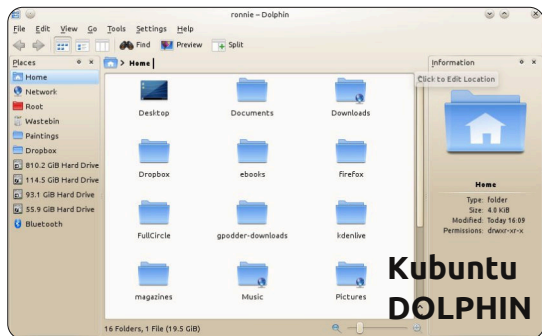 ronnie – Dolphin
File Edit View Go Tools Settings Help
Find Preview Split
Places
Home
Network
Root
Wastebin
Paintings
Dropbox
810.2 GiB Hard Drive
114.5 GiB Hard Drive
93.1 GiB Hard Drive
55.9 GiB Hard Drive
Bluetooth
> Home
Desktop Documents Downloads
Dropbox ebooks firefox
FullCircle gpodder-downloads kdenlive
magazines Music Pictures
16 Folders, 1 File (19.5 GiB)
Information
Click to Edit Location
Home
Type: folder
Size: 4.0 KiB
Modified: Today 16:09
Permissions: drwxr-xr-x
Kubuntu
DOLPHIN